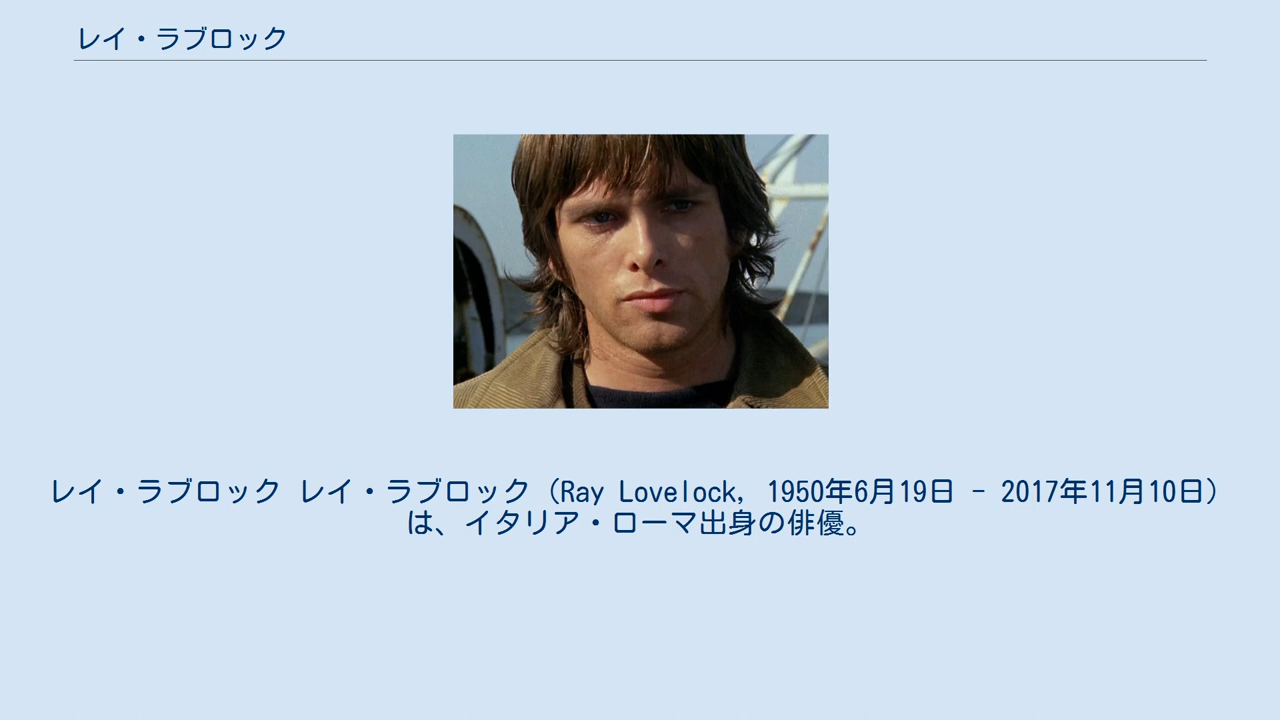 レイ・ラブロック
レイ・ラブロック レイ・ラブロック（Ray Lovelock, 1950年6月19日 - 2017年11月10日）
は、イタリア・ローマ出身の俳優。